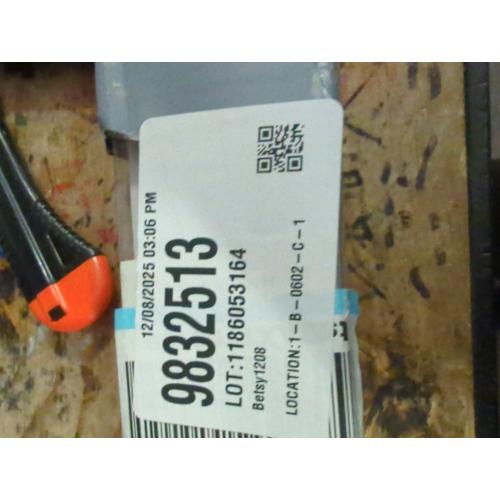 12/08/2025 03:06 PM
9832513
LOT:1186053164
Betsy1208
LOCATION:1-B-0602-C-1